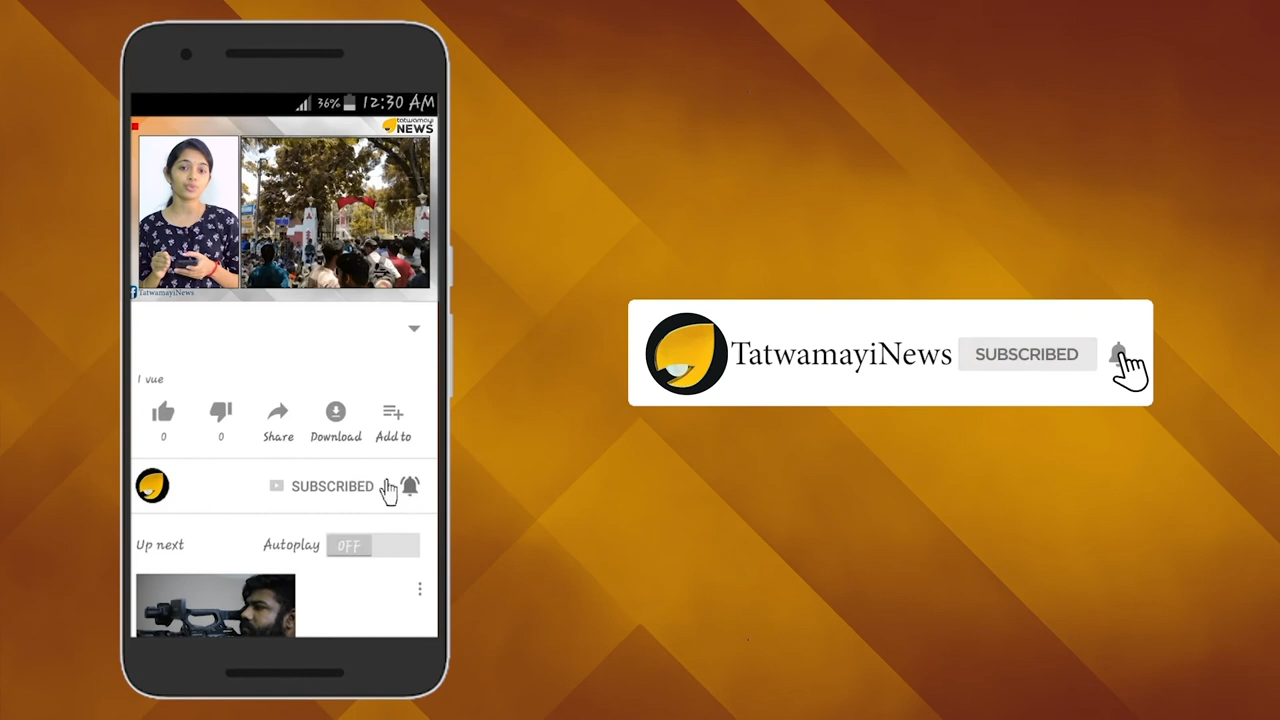 36% 12:30 AM
tatwamayi
NEWS
TatwamayiNews
1 vue
0 0 Share Download Add to
SUBSCRIBED
Up next Autoplay OFF
TatwamayiNews SUBSCRIBED